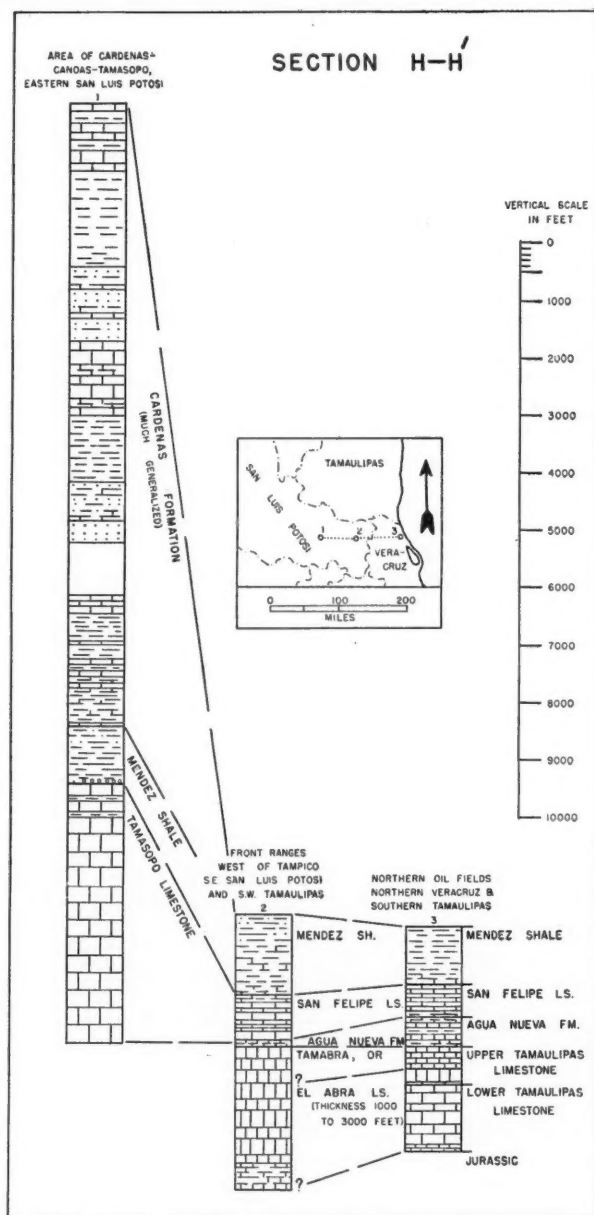 SECTION H-H'
AREA OF CARDENAS-
CANOAS-TAMASOPO,
EASTERN SAN LUIS POTOSI
1
CARDENAS FORMATION
(MUCH GENERALIZED)
MENDEZ SHALE
TAMASOPO LIMESTONE
VERTICAL SCALE
IN FEET
0
1000
2000
3000
4000
5000
6000
7000
8000
9000
10000
TAMAULIPAS
SAN LUIS POTOSI
1
2
3
VERA-
CRUZ
0 100 200
MILES
FRONT RANGES
WEST OF TAMPICO
S.E. SAN LUIS POTOSI
AND S.W. TAMAULIPAS
2
MENDEZ SH.
SAN FELIPE LS.
AGUA NUEVA FM
TAMABRA, OR
?
EL ABRA LS.
(THICKNESS 1000
TO 3000 FEET)
?
NORTHERN OIL FIELDS
NORTHERN VERACRUZ &
SOUTHERN TAMAULIPAS
3
MENDEZ SHALE
SAN FELIPE LS.
AGUA NUEVA FM.
UPPER TAMAULIPAS
LIMESTONE
LOWER TAMAULIPAS
LIMESTONE
JURASSIC